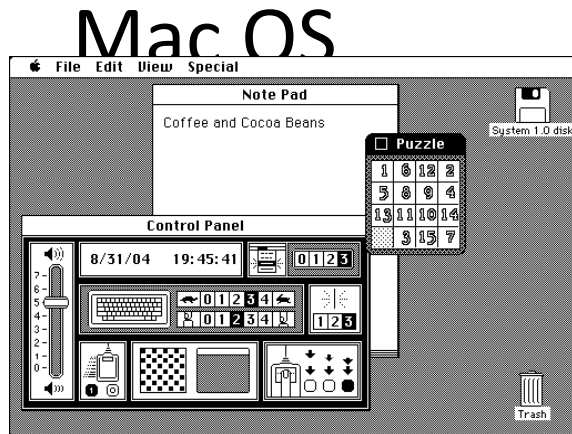 Mac OS
File Edit View Special
Note Pad
Coffee and Cocoa Beans
System 1.0 disk
Puzzle
1 6 12 2
5 8 9 4
13 11 10 14
3 15 7
Control Panel
8/31/04 19:45:41
0 1 2 3
7
6
5
4
3
2
1
0
0 1 2 3 4
0 1 2 3 4
1 2 3
1 0
Trash